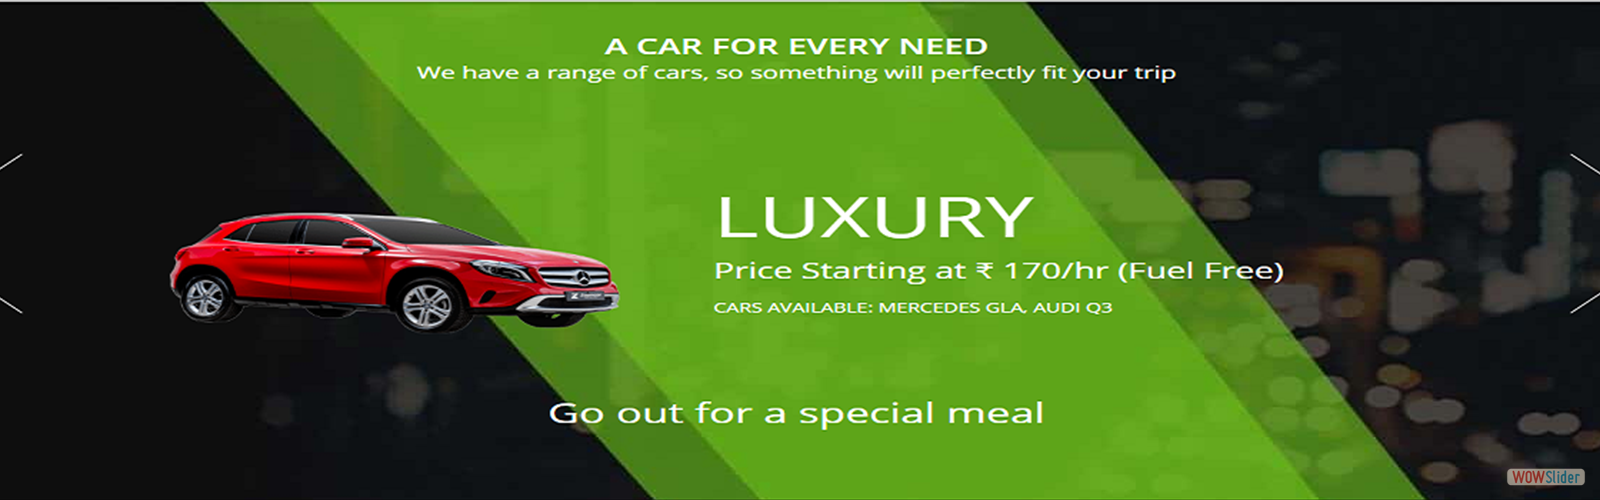 A CAR FOR EVERY NEED
We have a range of cars, so something will perfectly fit your trip
LUXURY
Price Starting at ₹ 170/hr (Fuel Free)
CARS AVAILABLE: MERCEDES GLA, AUDI Q3
Go out for a special meal
WOWSlider